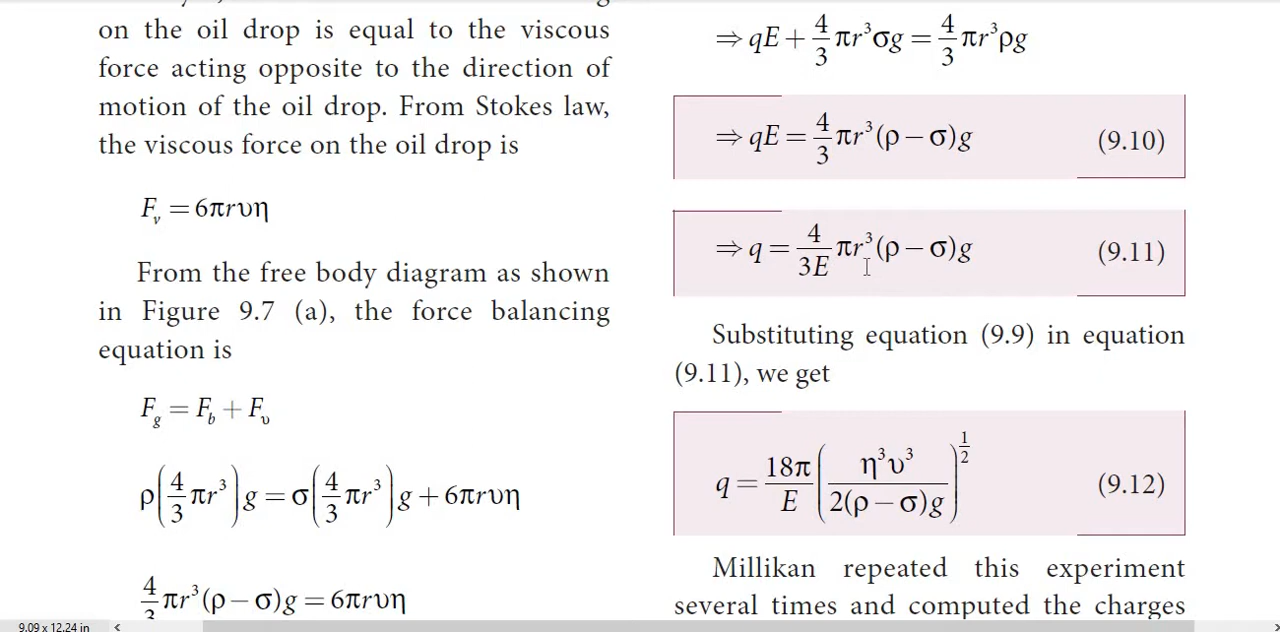 on the oil drop is equal to the viscous
force acting opposite to the direction of
motion of the oil drop. From Stokes law,
the viscous force on the oil drop is
F_v = 6πrυη
From the free body diagram as shown
in Figure 9.7 (a), the force balancing
equation is
F_g = F_b + F_υ
ρ(4/3 πr³)g = σ(4/3 πr³)g + 6πrυη
4/3 πr³(ρ − σ)g = 6πrυη
⇒ qE + 4/3 πr³σg = 4/3 πr³ρg
⇒ qE = 4/3 πr³(ρ − σ)g (9.10)
⇒ q = 4/3E πr³(ρ − σ)g (9.11)
Substituting equation (9.9) in equation
(9.11), we get
q = 18π/E (η³υ³/2(ρ − σ)g)^1/2 (9.12)
Millikan repeated this experiment
several times and computed the charges
9.09 x 12.24 in